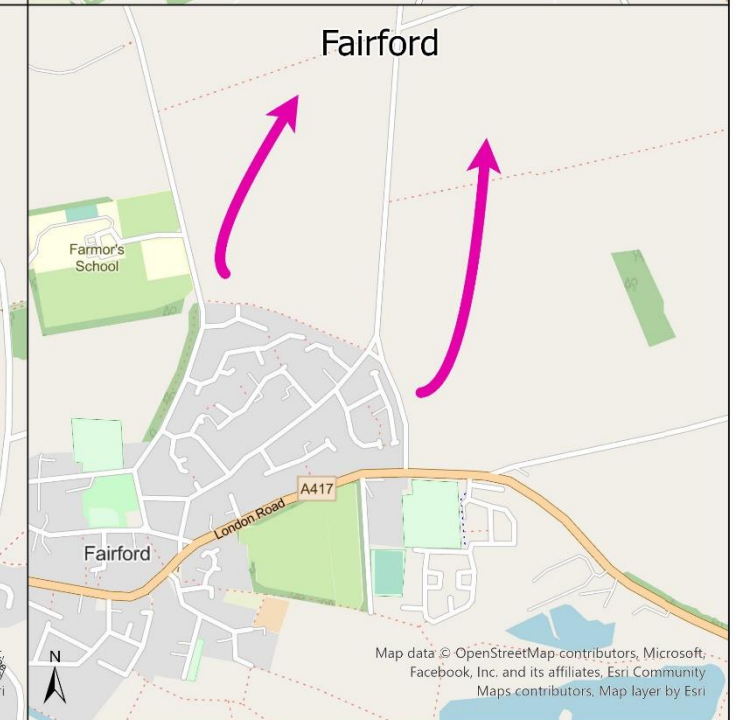 Fairford
Farmor's
School
A417
London Road
Fairford
N
Map data © OpenStreetMap contributors, Microsoft,
Facebook, Inc. and its affiliates, Esri Community
Maps contributors, Map layer by Esri